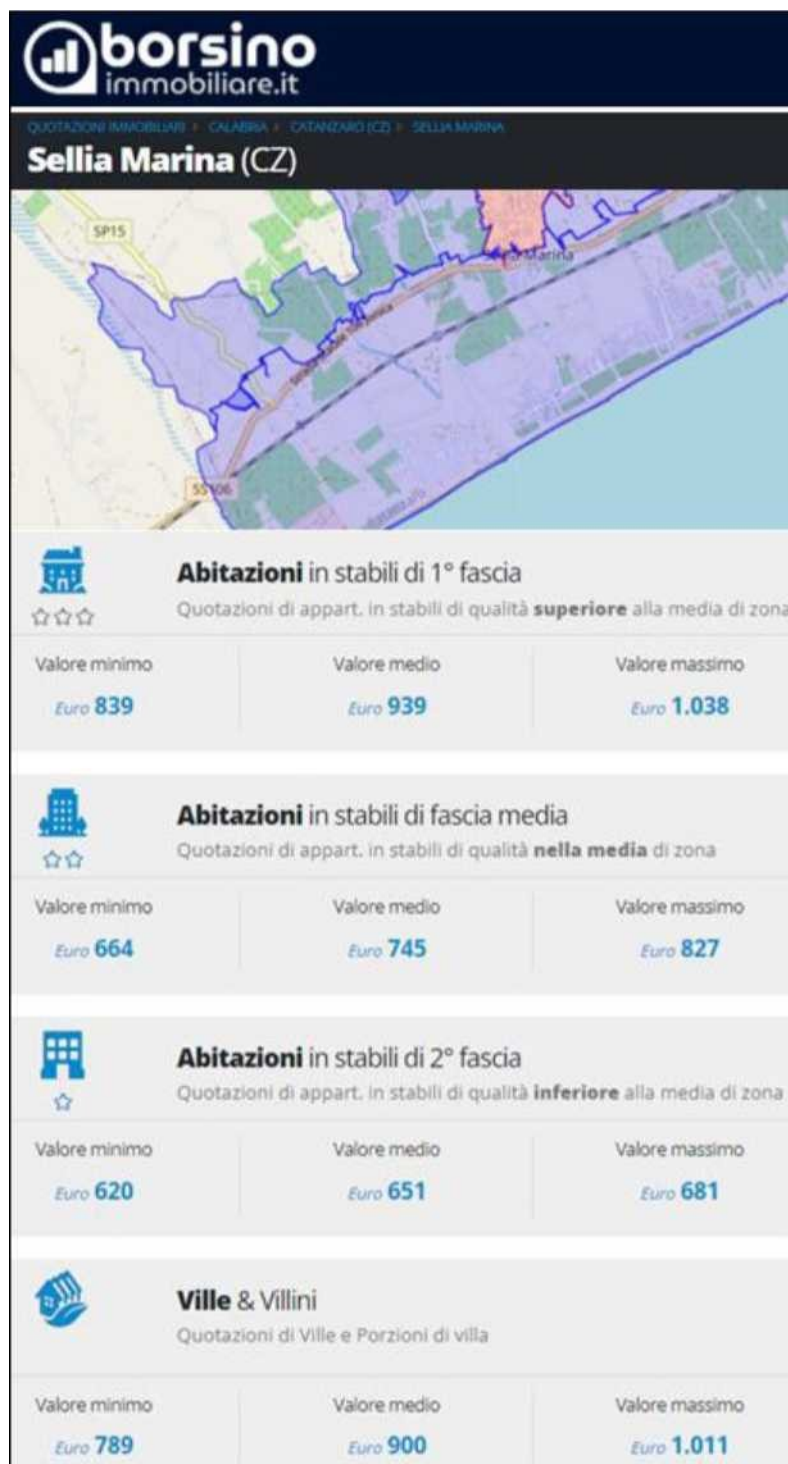 borsino
immobiliare.it
QUOTAZIONI IMMOBILIARI CALABRIA CATANZARO (CZ) SELLIA MARINA
Sellia Marina (CZ)
SP15
Marina
SS106
Abitazioni in stabili di 1° fascia
Quotazioni di appart. in stabili di qualità superiore alla media di zona
Valore minimo Valore medio Valore massimo
Euro 839 Euro 939 Euro 1.038
Abitazioni in stabili di fascia media
Quotazioni di appart. in stabili di qualità nella media di zona
Valore minimo Valore medio Valore massimo
Euro 664 Euro 745 Euro 827
Abitazioni in stabili di 2° fascia
Quotazioni di appart. in stabili di qualità inferiore alla media di zona
Valore minimo Valore medio Valore massimo
Euro 620 Euro 651 Euro 681
Ville & Villini
Quotazioni di Ville e Porzioni di villa
Valore minimo Valore medio Valore massimo
Euro 789 Euro 900 Euro 1.011